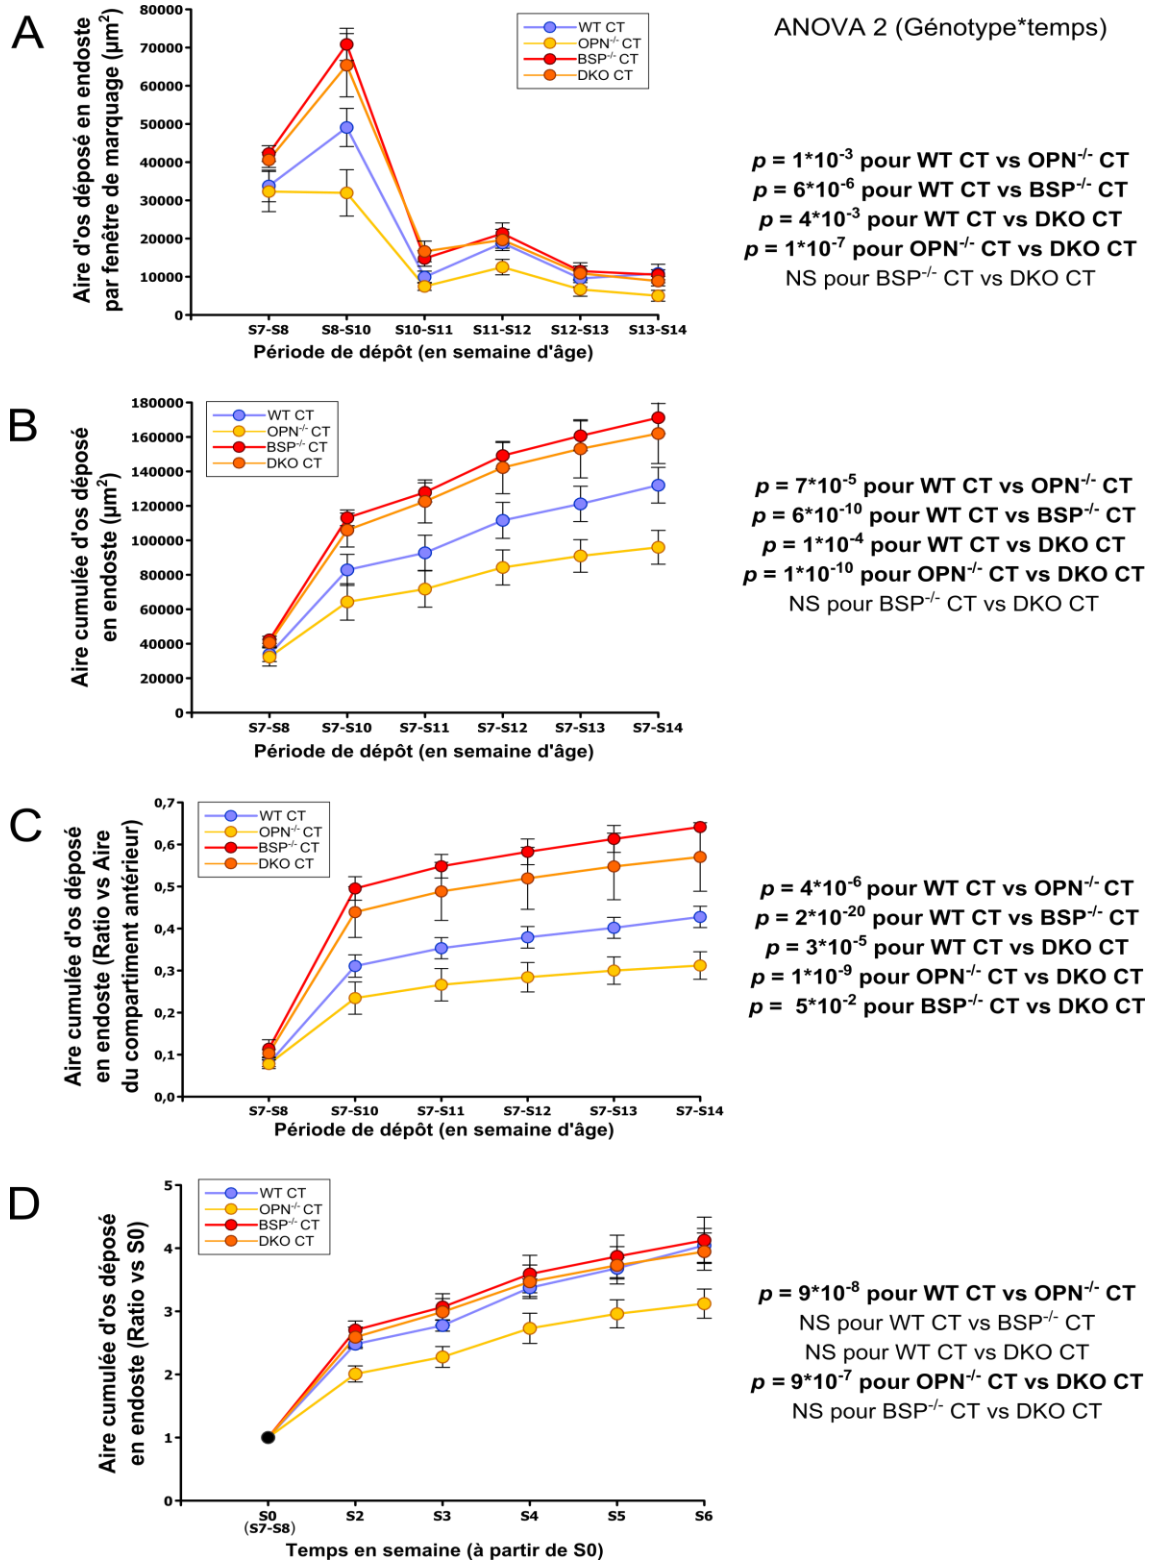 A
Aire d'os déposé en endoste
par fenêtre de marquage (µm²)
80000
70000
60000
50000
40000
30000
20000
10000
0
WT CT
OPN-/- CT
BSP-/- CT
DKO CT
S7-S8 S8-S10 S10-S11 S11-S12 S12-S13 S13-S14
Période de dépôt (en semaine d'âge)
ANOVA 2 (Génotype*temps)
p = 1*10-3 pour WT CT vs OPN-/- CT
p = 6*10-6 pour WT CT vs BSP-/- CT
p = 4*10-3 pour WT CT vs DKO CT
p = 1*10-7 pour OPN-/- CT vs DKO CT
NS pour BSP-/- CT vs DKO CT
B
Aire cumulée d'os déposé
en endoste (µm²)
180000
160000
140000
120000
100000
80000
60000
40000
20000
0
WT CT
OPN-/- CT
BSP-/- CT
DKO CT
S7-S8 S7-S10 S7-S11 S7-S12 S7-S13 S7-S14
Période de dépôt (en semaine d'âge)
p = 7*10-5 pour WT CT vs OPN-/- CT
p = 6*10-10 pour WT CT vs BSP-/- CT
p = 1*10-4 pour WT CT vs DKO CT
p = 1*10-10 pour OPN-/- CT vs DKO CT
NS pour BSP-/- CT vs DKO CT
C
Aire cumulée d'os déposé
en endoste (Ratio vs Aire
du compartiment antérieur)
0,7
0,6
0,5
0,4
0,3
0,2
0,1
0,0
WT CT
OPN-/- CT
BSP-/- CT
DKO CT
S7-S8 S7-S10 S7-S11 S7-S12 S7-S13 S7-S14
Période de dépôt (en semaine d'âge)
p = 4*10-6 pour WT CT vs OPN-/- CT
p = 2*10-20 pour WT CT vs BSP-/- CT
p = 3*10-5 pour WT CT vs DKO CT
p = 1*10-9 pour OPN-/- CT vs DKO CT
p = 5*10-2 pour BSP-/- CT vs DKO CT
D
Aire cumulée d'os déposé
en endoste (Ratio vs S0)
5
4
3
2
1
0
WT CT
OPN-/- CT
BSP-/- CT
DKO CT
S0 S2 S3 S4 S5 S6
(S7-S8)
Temps en semaine (à partir de S0)
p = 9*10-8 pour WT CT vs OPN-/- CT
NS pour WT CT vs BSP-/- CT
NS pour WT CT vs DKO CT
p = 9*10-7 pour OPN-/- CT vs DKO CT
NS pour BSP-/- CT vs DKO CT